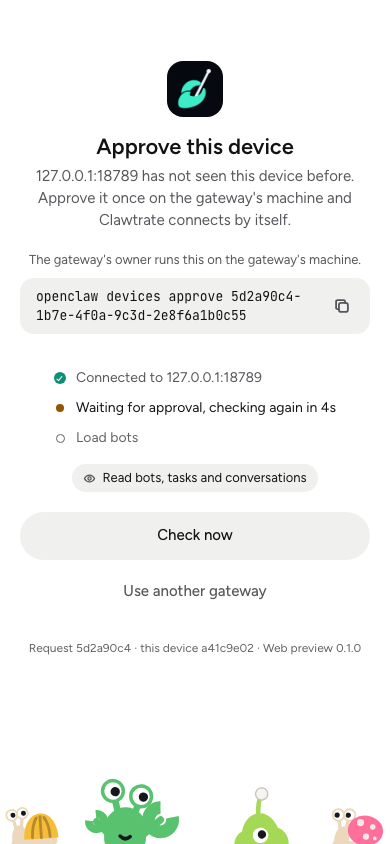 Approve this device
127.0.0.1:18789 has not seen this device before.
Approve it once on the gateway's machine and
Clawtrate connects by itself.
The gateway's owner runs this on the gateway's machine.
openclaw devices approve 5d2a90c4-
1b7e-4f0a-9c3d-2e8f6a1b0c55
Connected to 127.0.0.1:18789
Waiting for approval, checking again in 4s
Load bots
Read bots, tasks and conversations
Check now
Use another gateway
Request 5d2a90c4 · this device a41c9e02 · Web preview 0.1.0